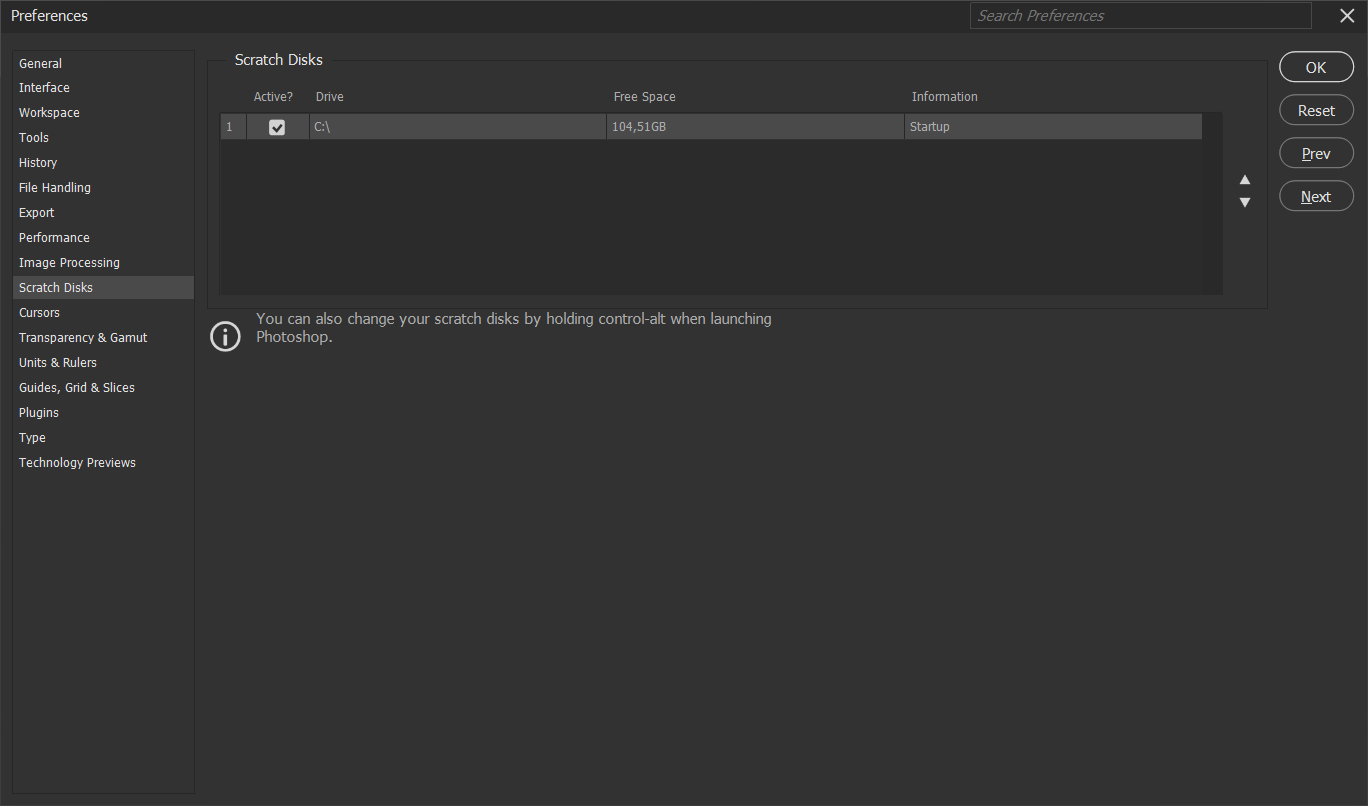 Preferences
Search Preferences
General
Interface
Workspace
Tools
History
File Handling
Export
Performance
Image Processing
Scratch Disks
Cursors
Transparency & Gamut
Units & Rulers
Guides, Grid & Slices
Plugins
Type
Technology Previews
Scratch Disks
Active? Drive Free Space Information
1 C:\ 104,51GB Startup
You can also change your scratch disks by holding control-alt when launching
Photoshop.
OK
Reset
Prev
Next